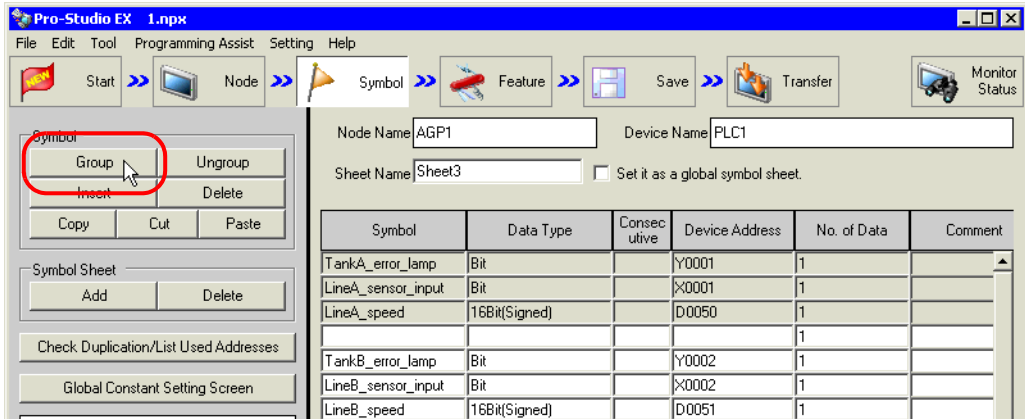 Pro-Studio EX 1.npx
File Edit Tool Programming Assist Setting Help
NEW Start Node Symbol Feature Save Transfer Monitor Status
Symbol
Group Ungroup
Insert Delete
Copy Cut Paste
Symbol Sheet
Add Delete
Check Duplication/List Used Addresses
Global Constant Setting Screen
Node Name AGP1 Device Name PLC1
Sheet Name Sheet3 Set it as a global symbol sheet.
Symbol Data Type Consecutive Device Address No. of Data Comment
TankA_error_lamp Bit Y0001 1
LineA_sensor_input Bit X0001 1
LineA_speed 16Bit(Signed) D0050 1
1
TankB_error_lamp Bit Y0002 1
LineB_sensor_input Bit X0002 1
LineB_speed 16Bit(Signed) D0051 1